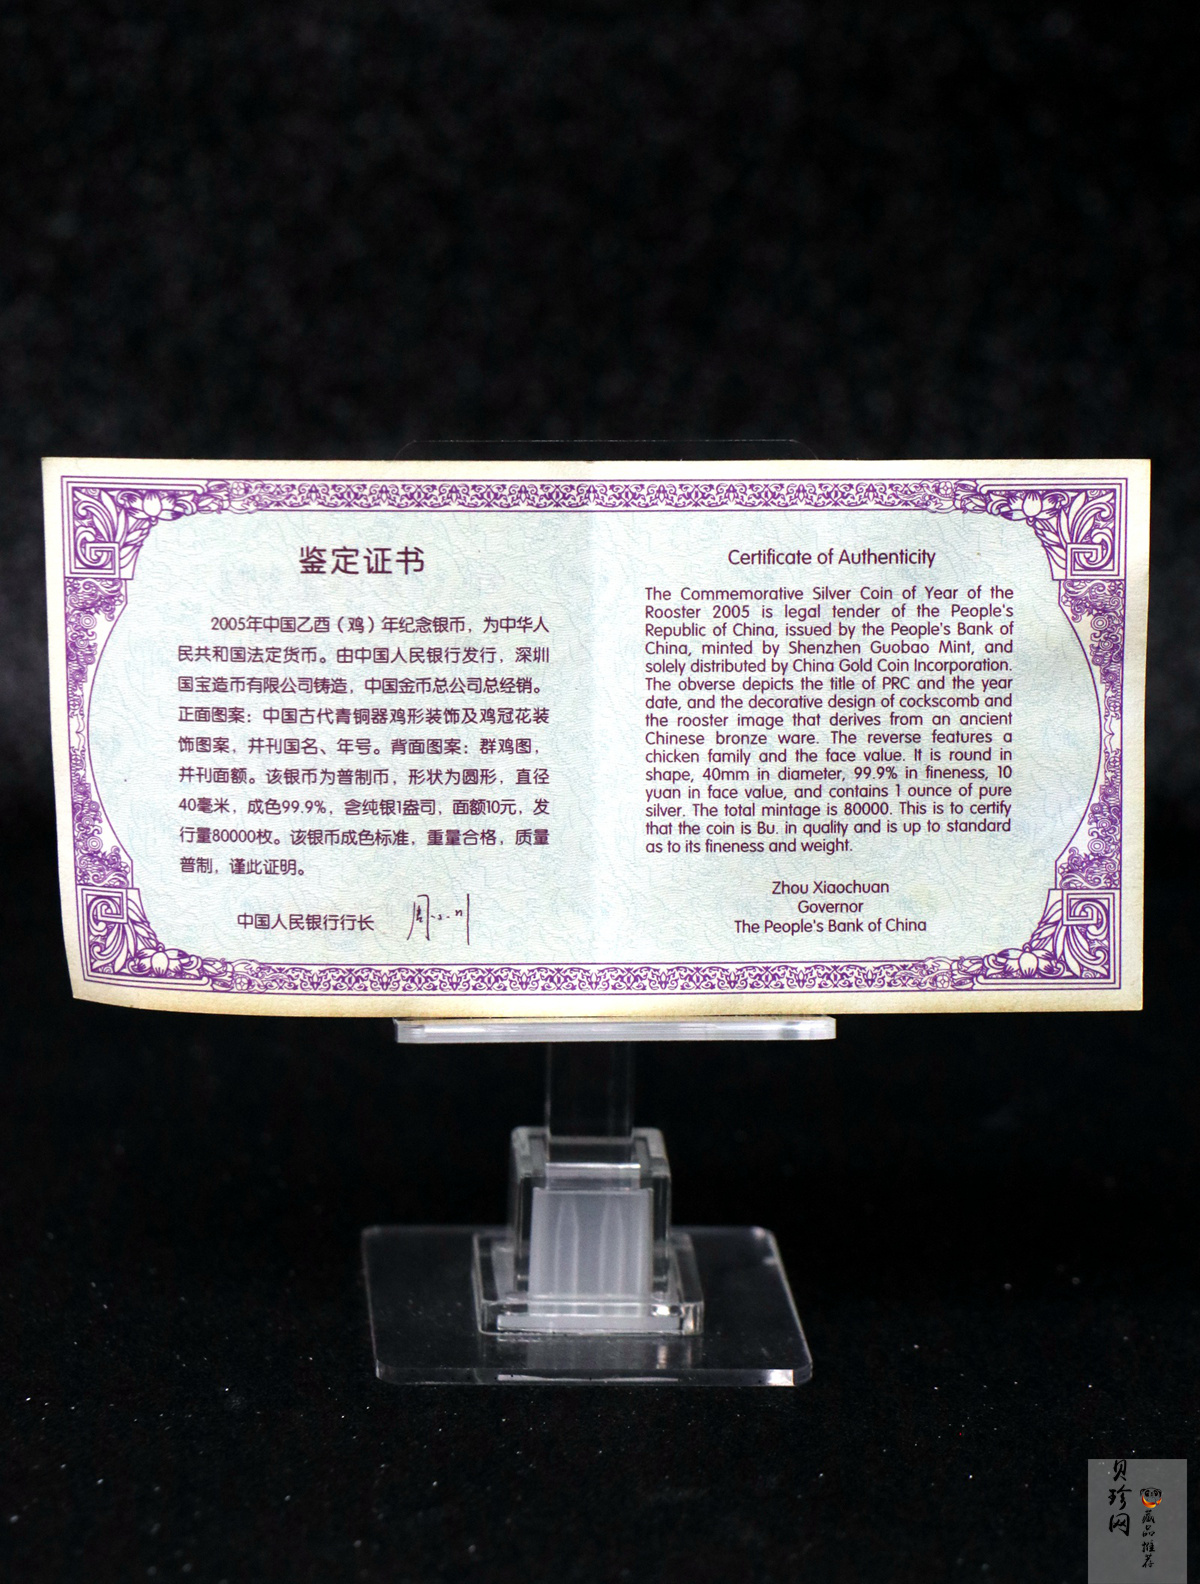 鉴定证书
2005年中国乙酉（鸡）年纪念银币，为中华人
民共和国法定货币。由中国人民银行发行，深圳
国宝造币有限公司铸造，中国金币总公司总经销。
正面图案：中国古代青铜器鸡形装饰及鸡冠花装
饰图案，并刊国名、年号。背面图案：群鸡图，
并刊面额。该银币为普制币，形状为圆形，直径
40毫米，成色99.9%，含纯银1盎司，面额10元，发
行量80000枚。该银币成色标准，重量合格，质量
普制，谨此证明。
中国人民银行行长
Certificate of Authenticity
The Commemorative Silver Coin of Year of the
Rooster 2005 is legal tender of the People's
Republic of China, issued by the People's Bank of
China, minted by Shenzhen Guobao Mint, and
solely distributed by China Gold Coin Incorporation.
The obverse depicts the title of PRC and the year
date, and the decorative design of cockscomb and
the rooster image that derives from an ancient
Chinese bronze ware. The reverse features a
chicken family and the face value. It is round in
shape, 40mm in diameter, 99.9% in fineness, 10
yuan in face value, and contains 1 ounce of pure
silver. The total mintage is 80000. This is to certify
that the coin is Bu. in quality and is up to standard
as to its fineness and weight.
Zhou Xiaochuan
Governor
The People's Bank of China
贝珍网
藏品推荐